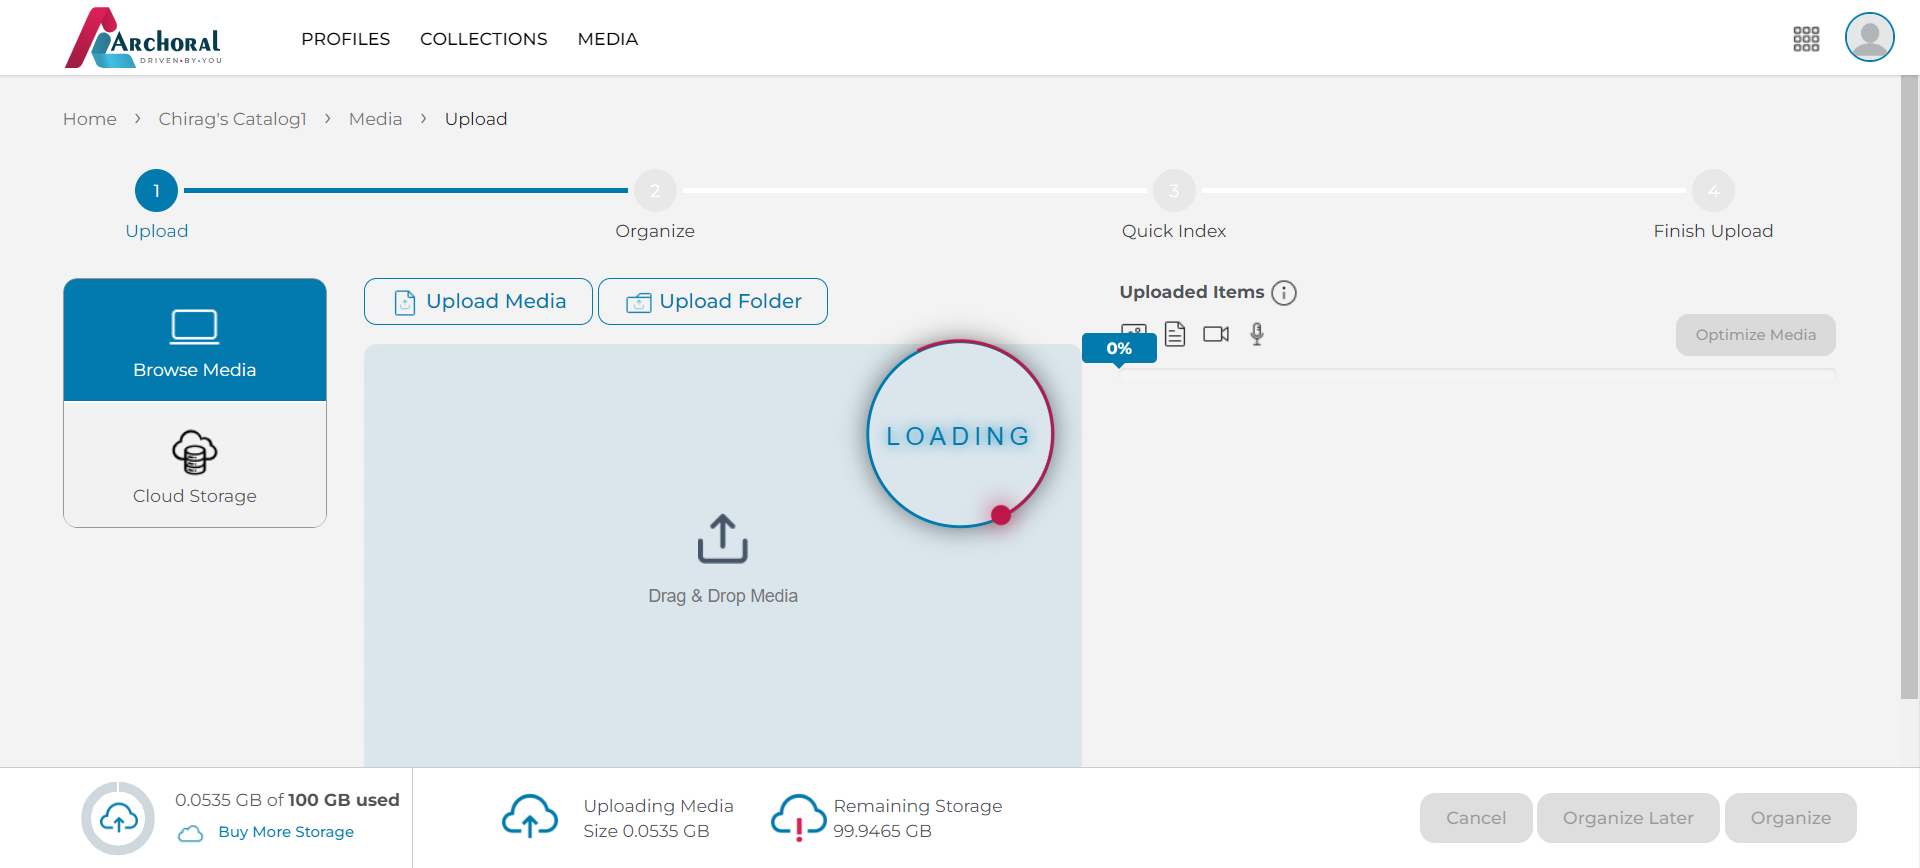 ARCHORAL
DRIVEN•BY•YOU
PROFILES COLLECTIONS MEDIA
Home › Chirag's Catalog1 › Media › Upload
1 2 3 4
Upload Organize Quick Index Finish Upload
Browse Media
Cloud Storage
Upload Media Upload Folder
LOADING
Drag & Drop Media
Uploaded Items
0%
Optimize Media
0.0535 GB of 100 GB used
Buy More Storage
Uploading Media
Size 0.0535 GB
Remaining Storage
99.9465 GB
Cancel Organize Later Organize